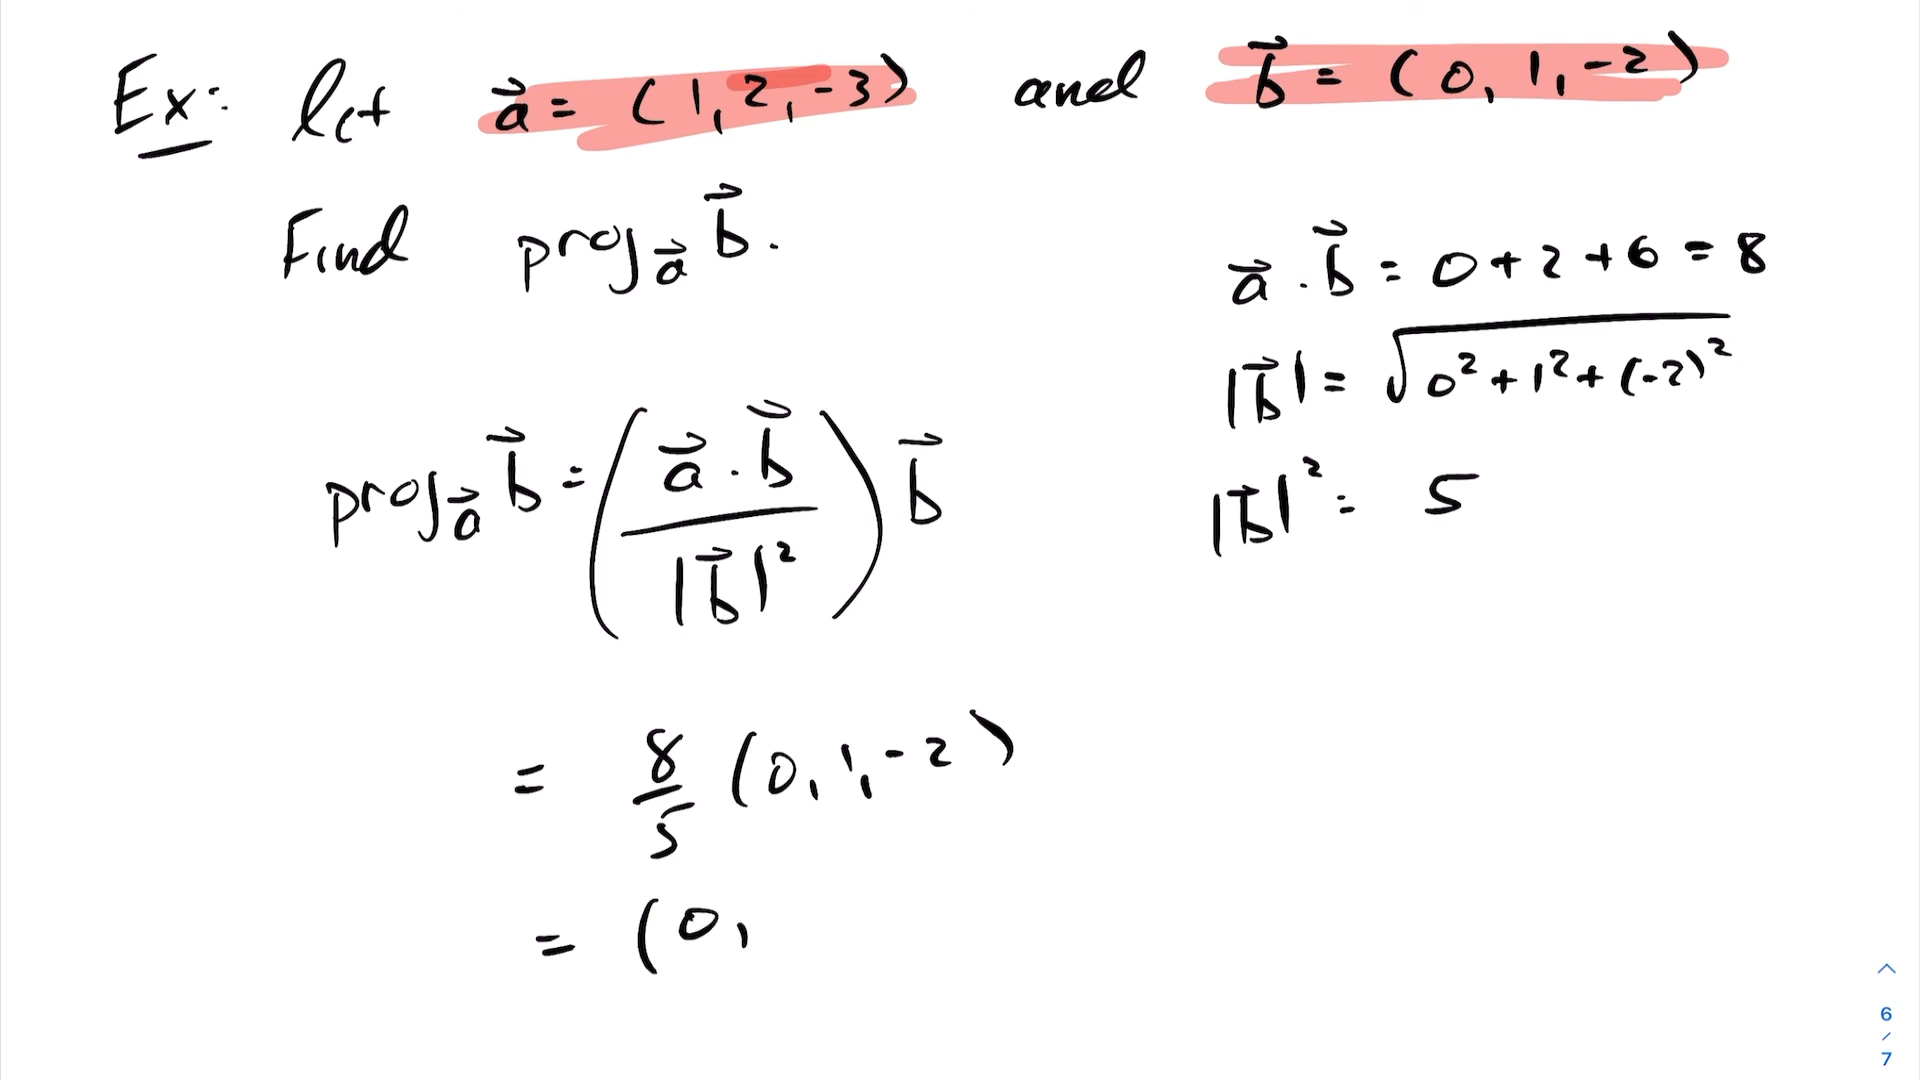 Ex: let a⃗ = (1, 2, -3) and b⃗ = (0, 1, -2)
Find proj_a⃗ b⃗.
a⃗ · b⃗ = 0 + 2 + 6 = 8
|b⃗| = √(0² + 1² + (-2)²)
|b⃗|² = 5
proj_a⃗ b⃗ = (a⃗ · b⃗ / |b⃗|²) b⃗
= 8/5 (0, 1, -2)
= (0,
6
/
7